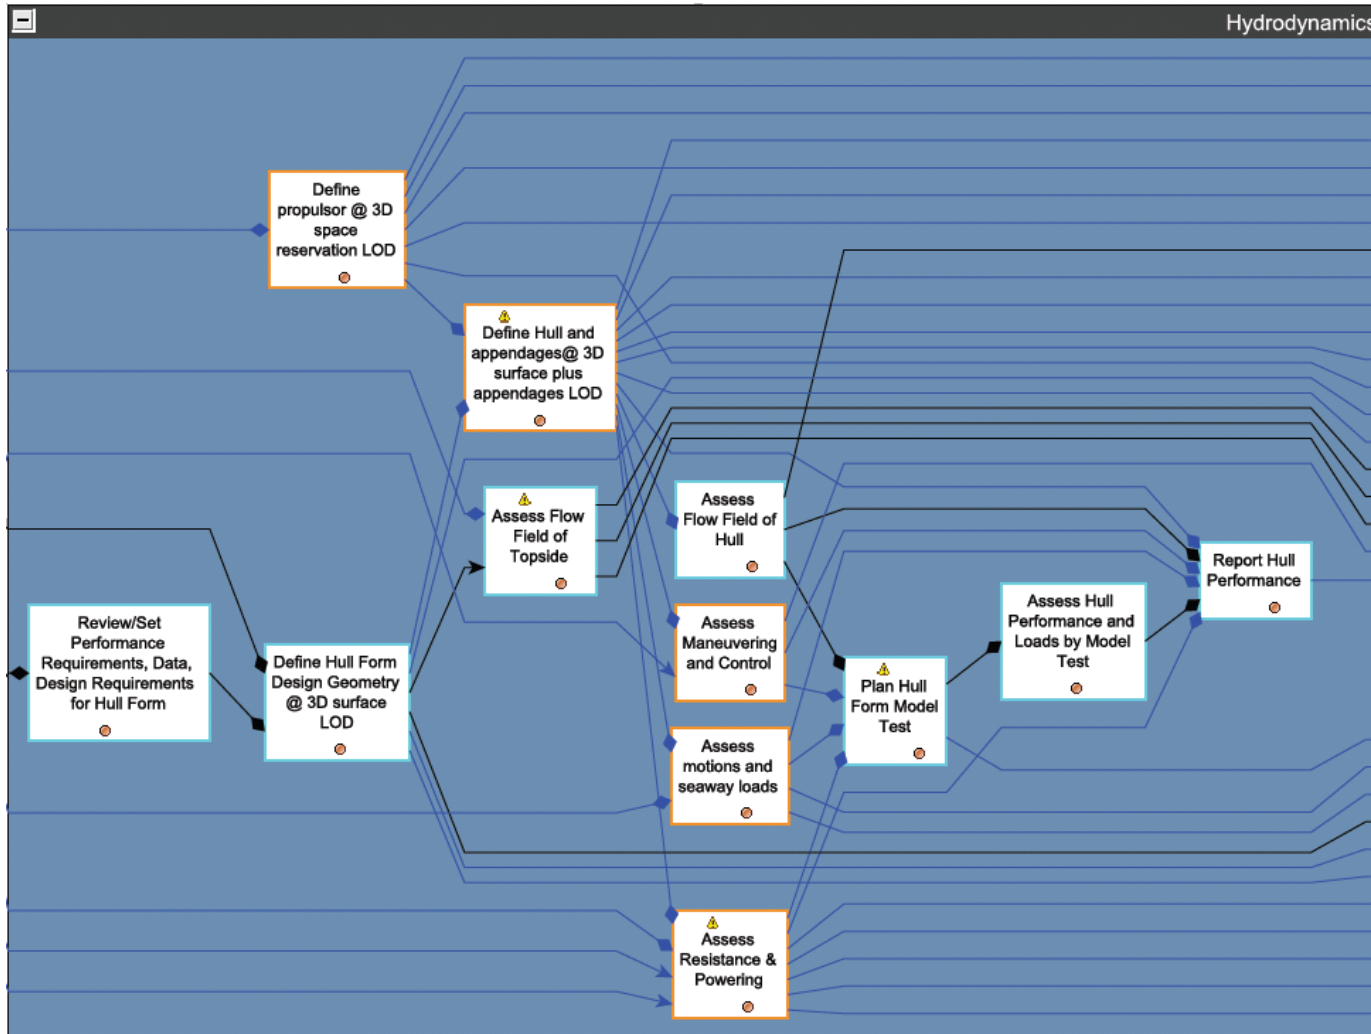 Hydrodynamics
Define
propulsor @ 3D
space
reservation LOD
Define Hull and
appendages@ 3D
surface plus
appendages LOD
Assess Flow
Field of
Topside
Assess
Flow Field of
Hull
Report Hull
Performance
Review/Set
Performance
Requirements, Data,
Design Requirements
for Hull Form
Define Hull Form
Design Geometry
@ 3D surface
LOD
Assess
Maneuvering
and Control
Assess Hull
Performance and
Loads by Model
Test
Plan Hull
Form Model
Test
Assess
motions and
seaway loads
Assess
Resistance &
Powering